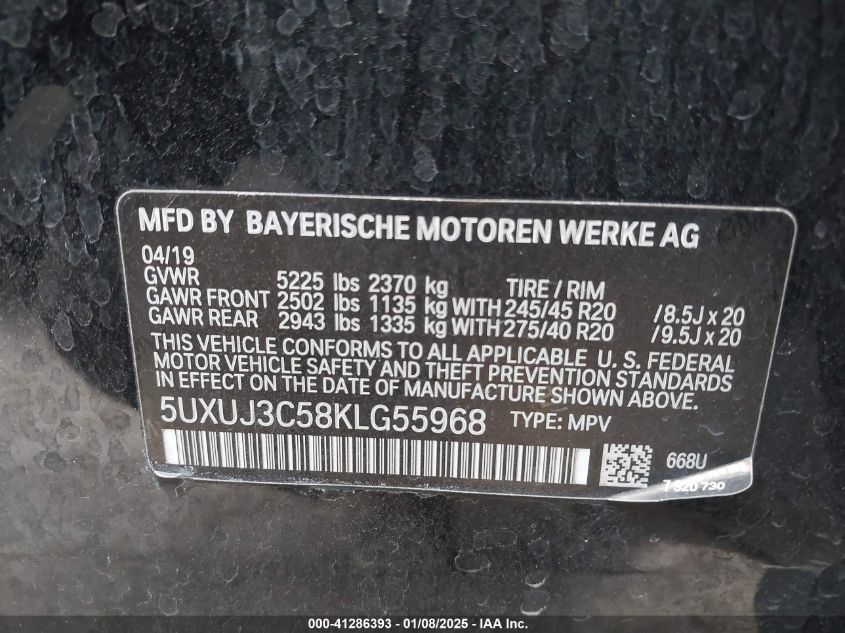 MFD BY BAYERISCHE MOTOREN WERKE AG
04/19
GVWR 5225 lbs 2370 kg TIRE / RIM
GAWR FRONT 2502 lbs 1135 kg WITH 245/45 R20 /8.5J x 20
GAWR REAR 2943 lbs 1335 kg WITH 275/40 R20 /9.5J x 20
THIS VEHICLE CONFORMS TO ALL APPLICABLE U. S. FEDERAL
MOTOR VEHICLE SAFETY AND THEFT PREVENTION STANDARDS
IN EFFECT ON THE DATE OF MANUFACTURE SHOWN ABOVE.
5UXUJ3C58KLG55968 TYPE: MPV
668U
7 320 730
000-41286393 - 01/08/2025 - IAA Inc.